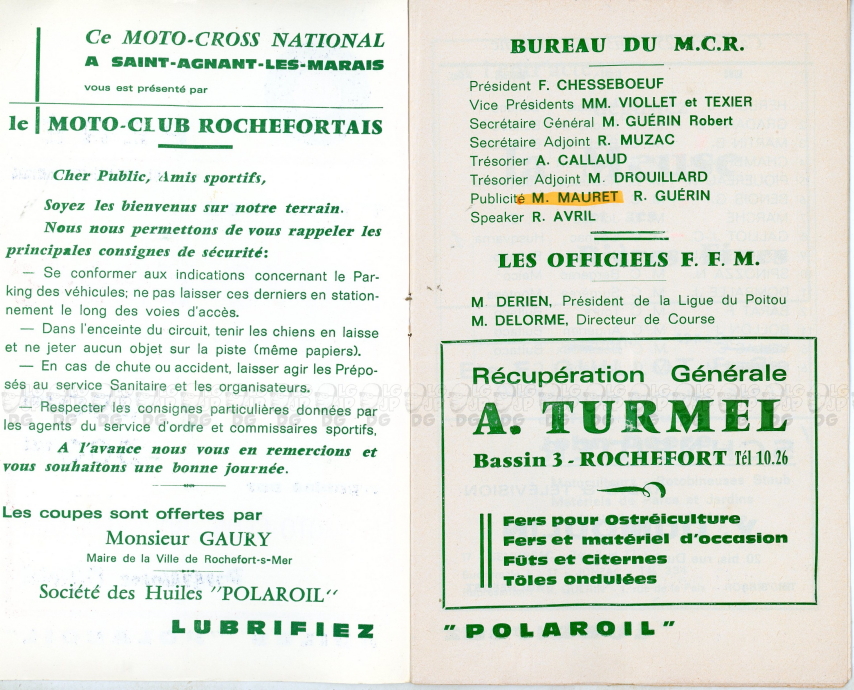 Ce MOTO-CROSS NATIONAL
A SAINT-AGNANT-LES-MARAIS
vous est présenté par
le MOTO-CLUB ROCHEFORTAIS
Cher Public, Amis sportifs,
Soyez les bienvenus sur notre terrain.
Nous nous permettons de vous rappeler les
principales consignes de sécurité:
— Se conformer aux indications concernant le Par-
king des véhicules; ne pas laisser ces derniers en station-
nement le long des voies d'accès.
— Dans l'enceinte du circuit, tenir les chiens en laisse
et ne jeter aucun objet sur la piste (même papiers).
— En cas de chute ou accident, laisser agir les Prépo-
sés au service Sanitaire et les organisateurs.
— Respecter les consignes particulières données par
les agents du service d'ordre et commissaires sportifs.
A l'avance nous vous en remercions et
vous souhaitons une bonne journée.
Les coupes sont offertes par
Monsieur GAURY
Maire de la Ville de Rochefort-s-Mer
Société des Huiles "POLAROIL"
LUBRIFIEZ
BUREAU DU M.C.R.
Président F. CHESSEBOEUF
Vice Présidents MM. VIOLLET et TEXIER
Secrétaire Général M. GUÉRIN Robert
Secrétaire Adjoint R. MUZAC
Trésorier A. CALLAUD
Trésorier Adjoint M. DROUILLARD
Publicité M. MAURET R. GUÉRIN
Speaker R. AVRIL
LES OFFICIELS F. F. M.
M. DERIEN, Président de la Ligue du Poitou
M. DELORME, Directeur de Course
Récupération Générale
A. TURMEL
Bassin 3 - ROCHEFORT Tél 10.26
Fers pour Ostréiculture
Fers et matériel d'occasion
Fûts et Citernes
Tôles ondulées
"POLAROIL"